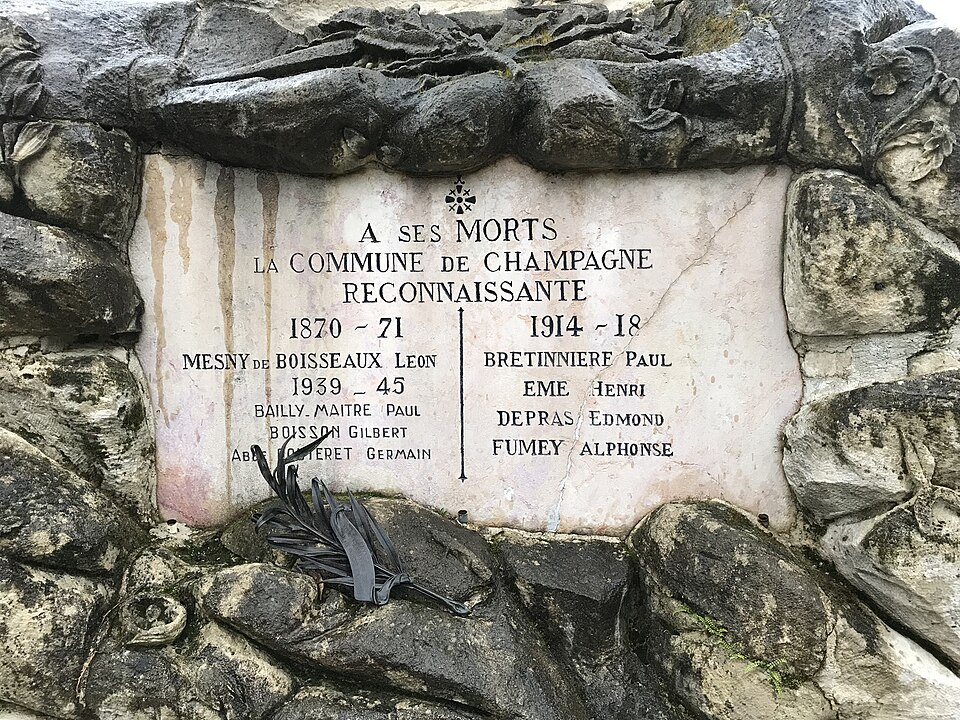 A SES MORTS
LA COMMUNE DE CHAMPAGNE
RECONNAISSANTE
1870 - 71
MESNY DE BOISSEAUX LEON
1939 - 45
BAILLY-MAITRE PAUL
BOISSON GILBERT
GERMAIN
1914 - 18
BRETINNIERE PAUL
EME HENRI
DEPRAS EDMOND
FUMEY ALPHONSE